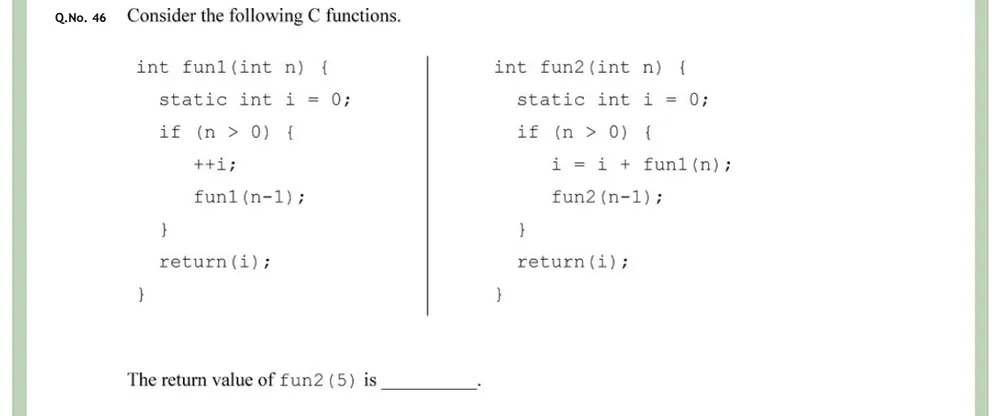 Q.No. 46 Consider the following C functions.
int fun1(int n) {
static int i = 0;
if (n > 0) {
++i;
fun1(n-1);
}
return(i);
}
int fun2(int n) {
static int i = 0;
if (n > 0) {
i = i + fun1(n);
fun2(n-1);
}
return(i);
}
The return value of fun2(5) is __________.